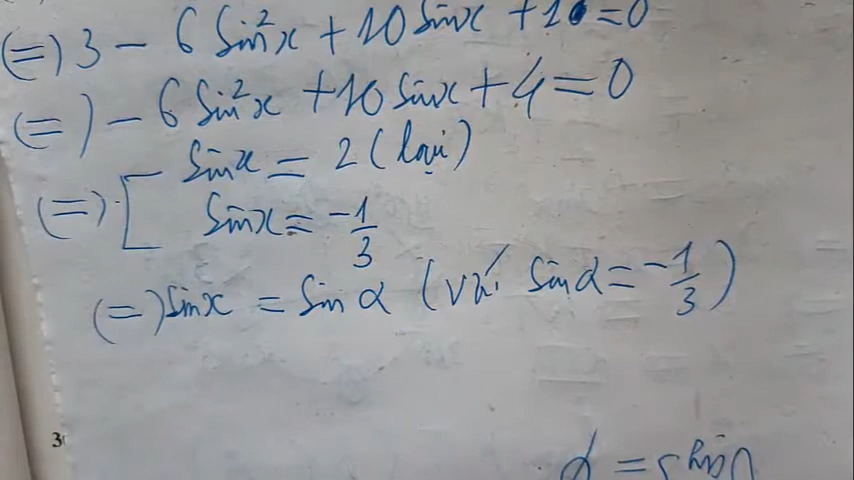 (=) 3 - 6 Sin²x + 10 Sinx + 10 = 0
(=) - 6 Sin²x + 10 Sinx + 4 = 0
(=) [ Sinx = 2 (loại)
Sinx = -1/3
(=) Sinx = Sin α (với Sin α = -1/3)